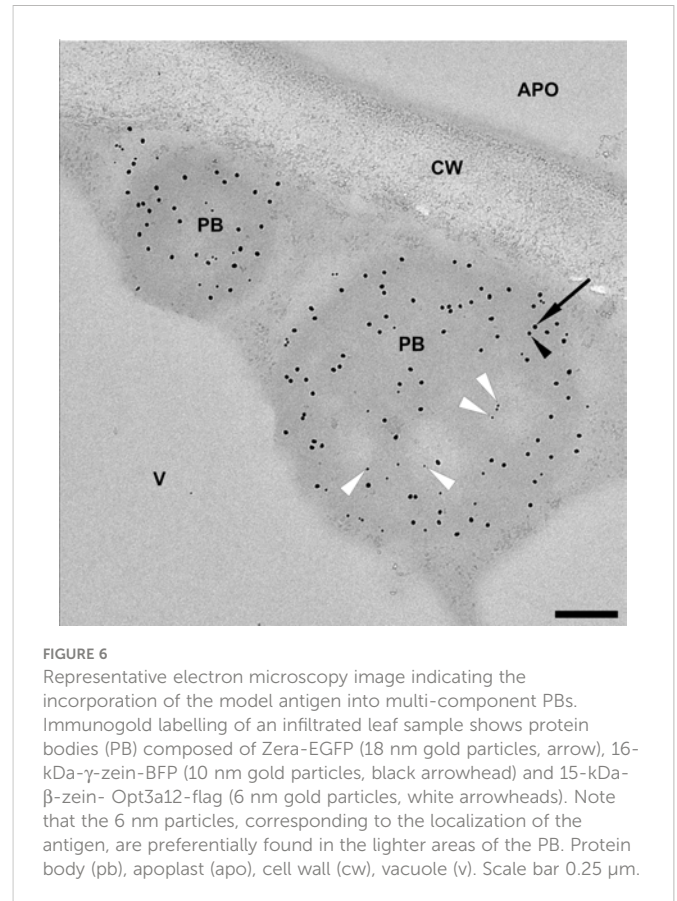 APO
CW
PB
PB
V
FIGURE 6
Representative electron microscopy image indicating the
incorporation of the model antigen into multi-component PBs.
Immunogold labelling of an infiltrated leaf sample shows protein
bodies (PB) composed of Zera-EGFP (18 nm gold particles, arrow), 16-
kDa-γ-zein-BFP (10 nm gold particles, black arrowhead) and 15-kDa-
β-zein- Opt3a12-flag (6 nm gold particles, white arrowheads). Note
that the 6 nm particles, corresponding to the localization of the
antigen, are preferentially found in the lighter areas of the PB. Protein
body (pb), apoplast (apo), cell wall (cw), vacuole (v). Scale bar 0.25 μm.